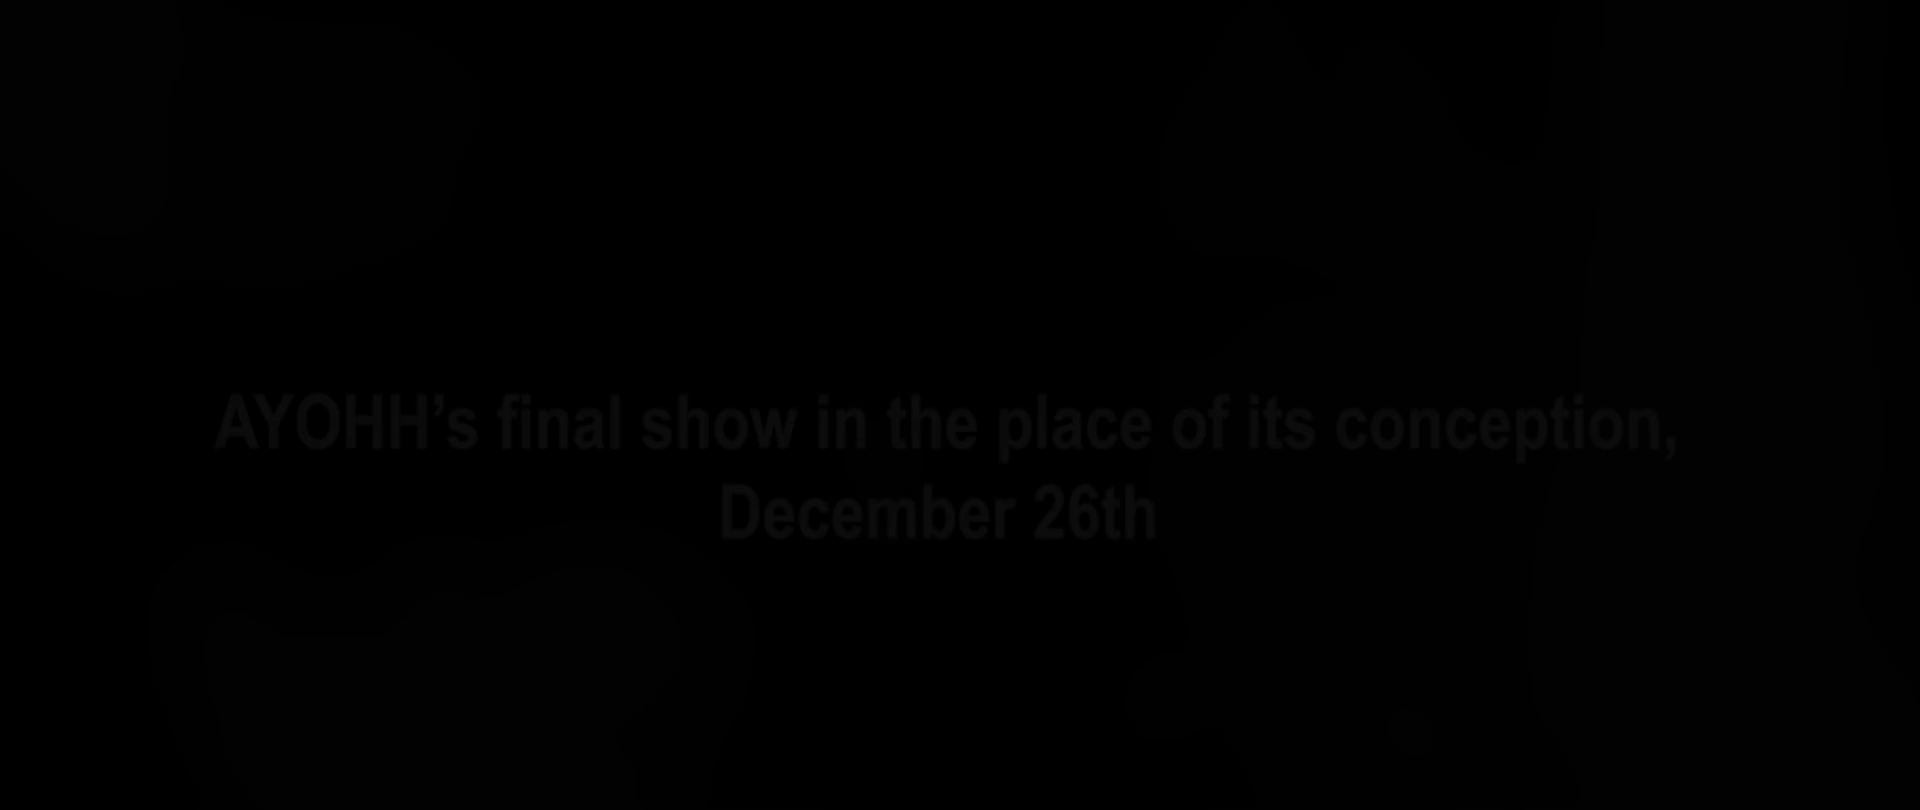 AYOHH’s final show in the place of its conception,
December 26th